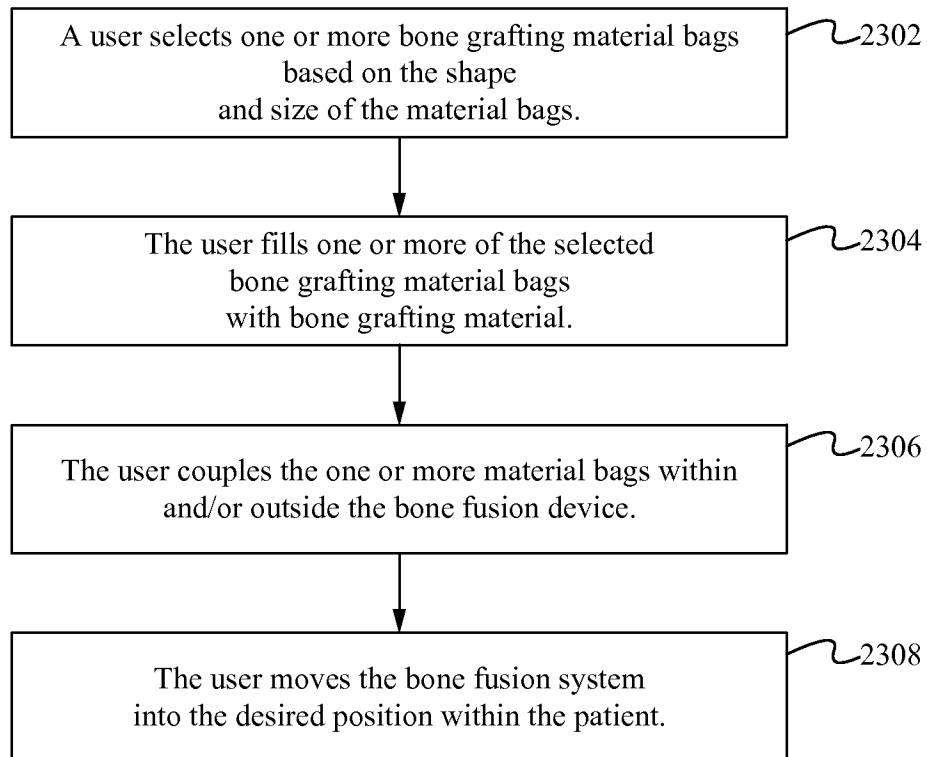 A user selects one or more bone grafting material bags
based on the shape
and size of the material bags.
2302
The user fills one or more of the selected
bone grafting material bags
with bone grafting material.
2304
The user couples the one or more material bags within
and/or outside the bone fusion device.
2306
The user moves the bone fusion system
into the desired position within the patient.
2308